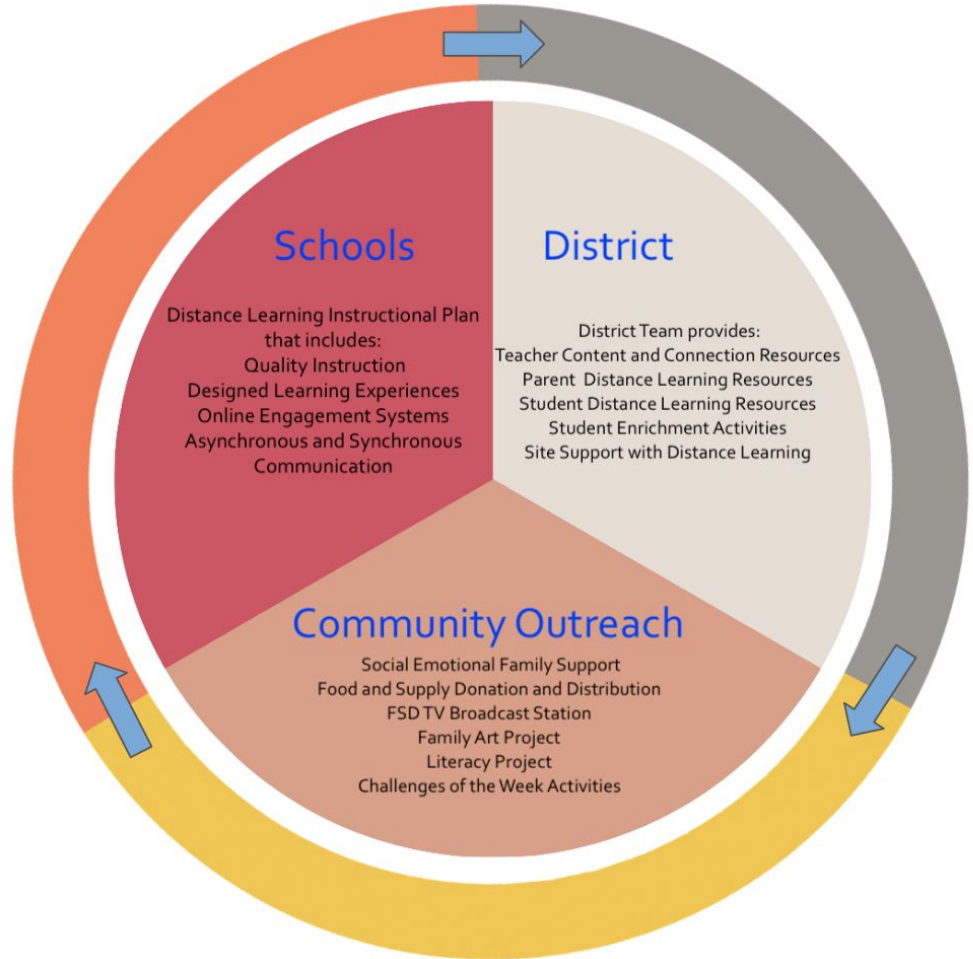 Schools
Distance Learning Instructional Plan
that includes:
Quality Instruction
Designed Learning Experiences
Online Engagement Systems
Asynchronous and Synchronous
Communication
District
District Team provides:
Teacher Content and Connection Resources
Parent Distance Learning Resources
Student Distance Learning Resources
Student Enrichment Activities
Site Support with Distance Learning
Community Outreach
Social Emotional Family Support
Food and Supply Donation and Distribution
FSD TV Broadcast Station
Family Art Project
Literacy Project
Challenges of the Week Activities